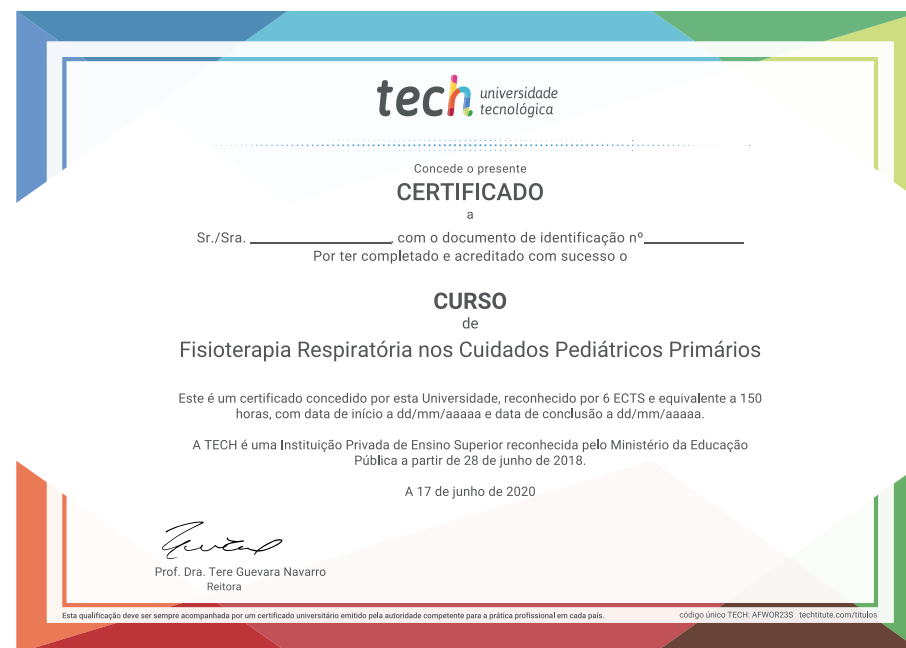 tech universidade
tecnológica
Concede o presente
CERTIFICADO
a
Sr./Sra. ____________________, com o documento de identificação nº______________
Por ter completado e acreditado com sucesso o
CURSO
de
Fisioterapia Respiratória nos Cuidados Pediátricos Primários
Este é um certificado concedido por esta Universidade, reconhecido por 6 ECTS e equivalente a 150
horas, com data de início a dd/mm/aaaaa e data de conclusão a dd/mm/aaaaa.
A TECH é uma Instituição Privada de Ensino Superior reconhecida pelo Ministério da Educação
Pública a partir de 28 de junho de 2018.
A 17 de junho de 2020
Prof. Dra. Tere Guevara Navarro
Reitora
Esta qualificação deve ser sempre acompanhada por um certificado universitário emitido pela autoridade competente para a prática profissional em cada país. código único TECH: AFWOR23S techtitute.com/titulos